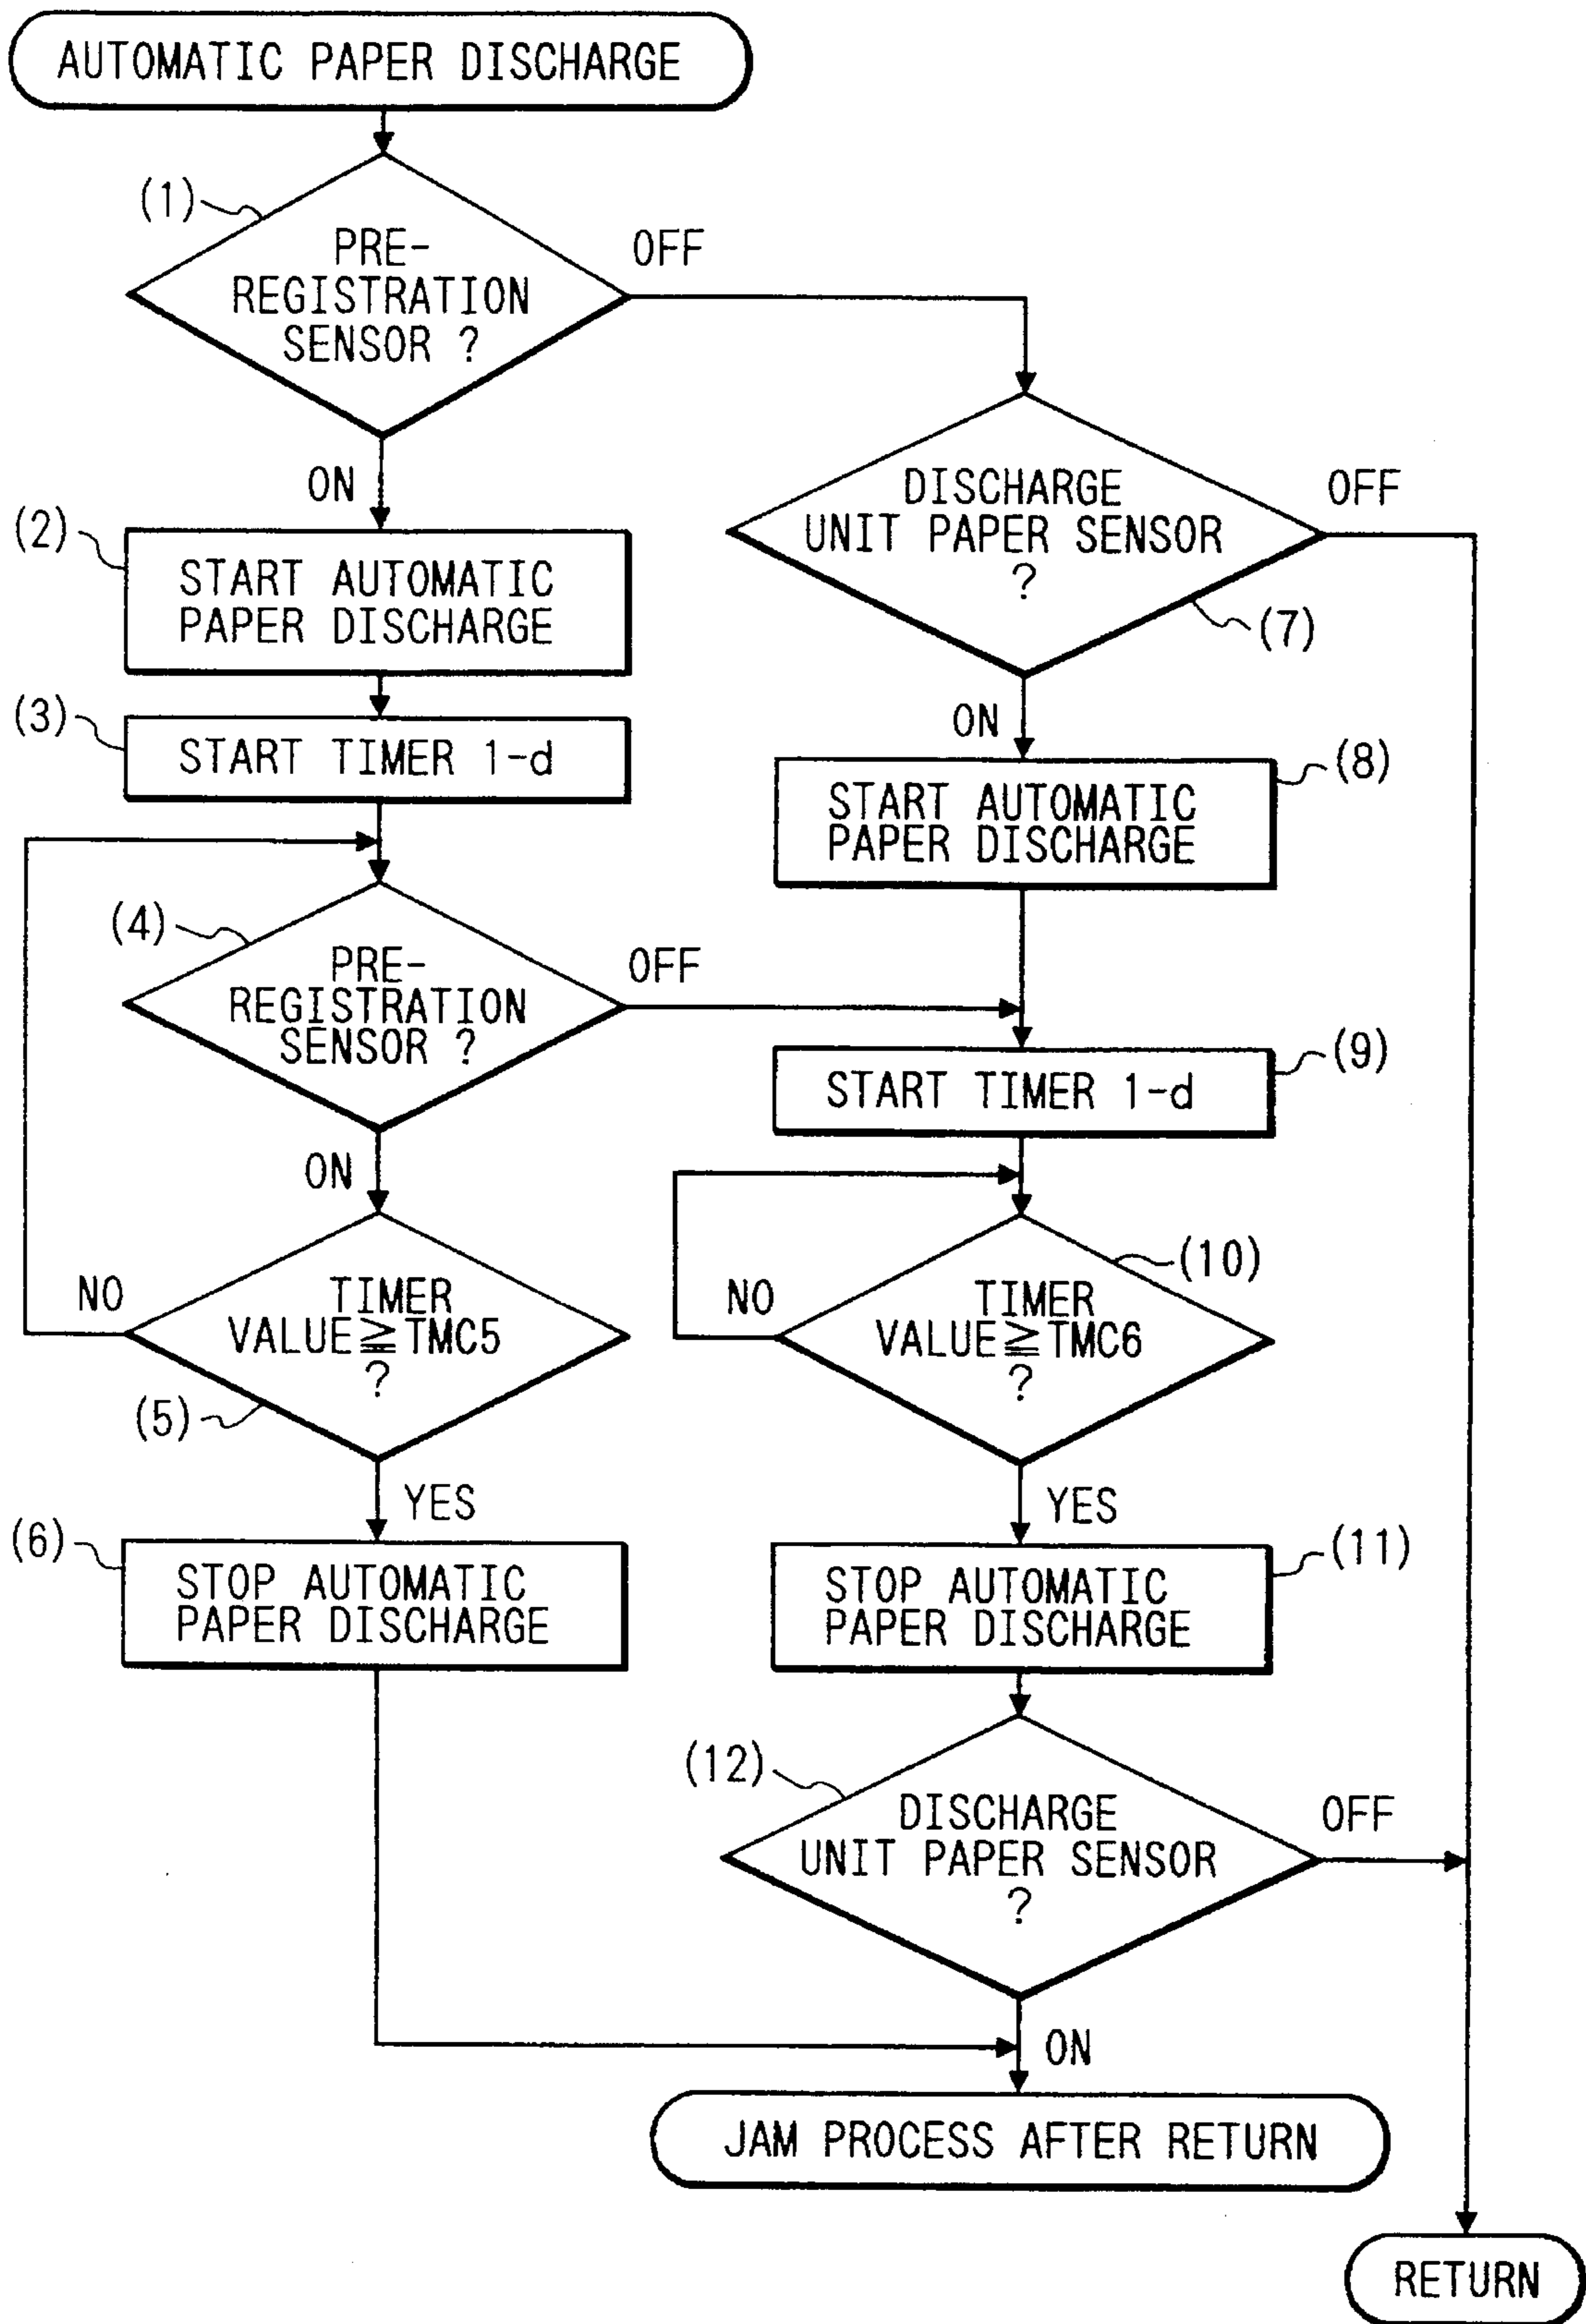 AUTOMATIC PAPER DISCHARGE
(1)
PRE-
REGISTRATION
SENSOR ?
OFF
ON
(2)
START AUTOMATIC
PAPER DISCHARGE
(3)
START TIMER 1-d
(4)
PRE-
REGISTRATION
SENSOR ?
OFF
ON
NO
TIMER
VALUE≧TMC5
?
(5)
YES
(6)
STOP AUTOMATIC
PAPER DISCHARGE
DISCHARGE
UNIT PAPER SENSOR
?
OFF
(7)
ON
(8)
START AUTOMATIC
PAPER DISCHARGE
(9)
START TIMER 1-d
(10)
NO
TIMER
VALUE≧TMC6
?
YES
(11)
STOP AUTOMATIC
PAPER DISCHARGE
(12)
DISCHARGE
UNIT PAPER SENSOR
?
OFF
ON
JAM PROCESS AFTER RETURN
RETURN